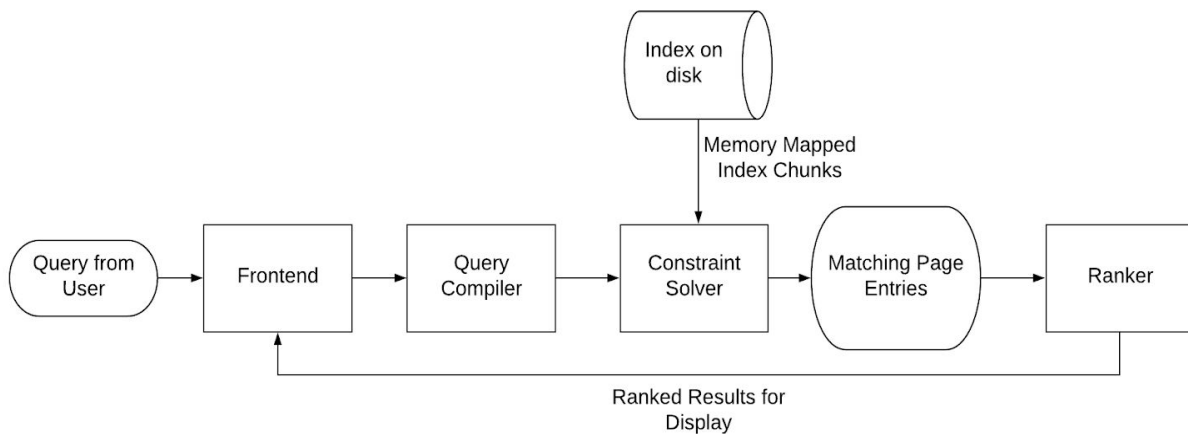 Index on
disk
Memory Mapped
Index Chunks
Query from
User
Frontend
Query
Compiler
Constraint
Solver
Matching Page
Entries
Ranker
Ranked Results for
Display